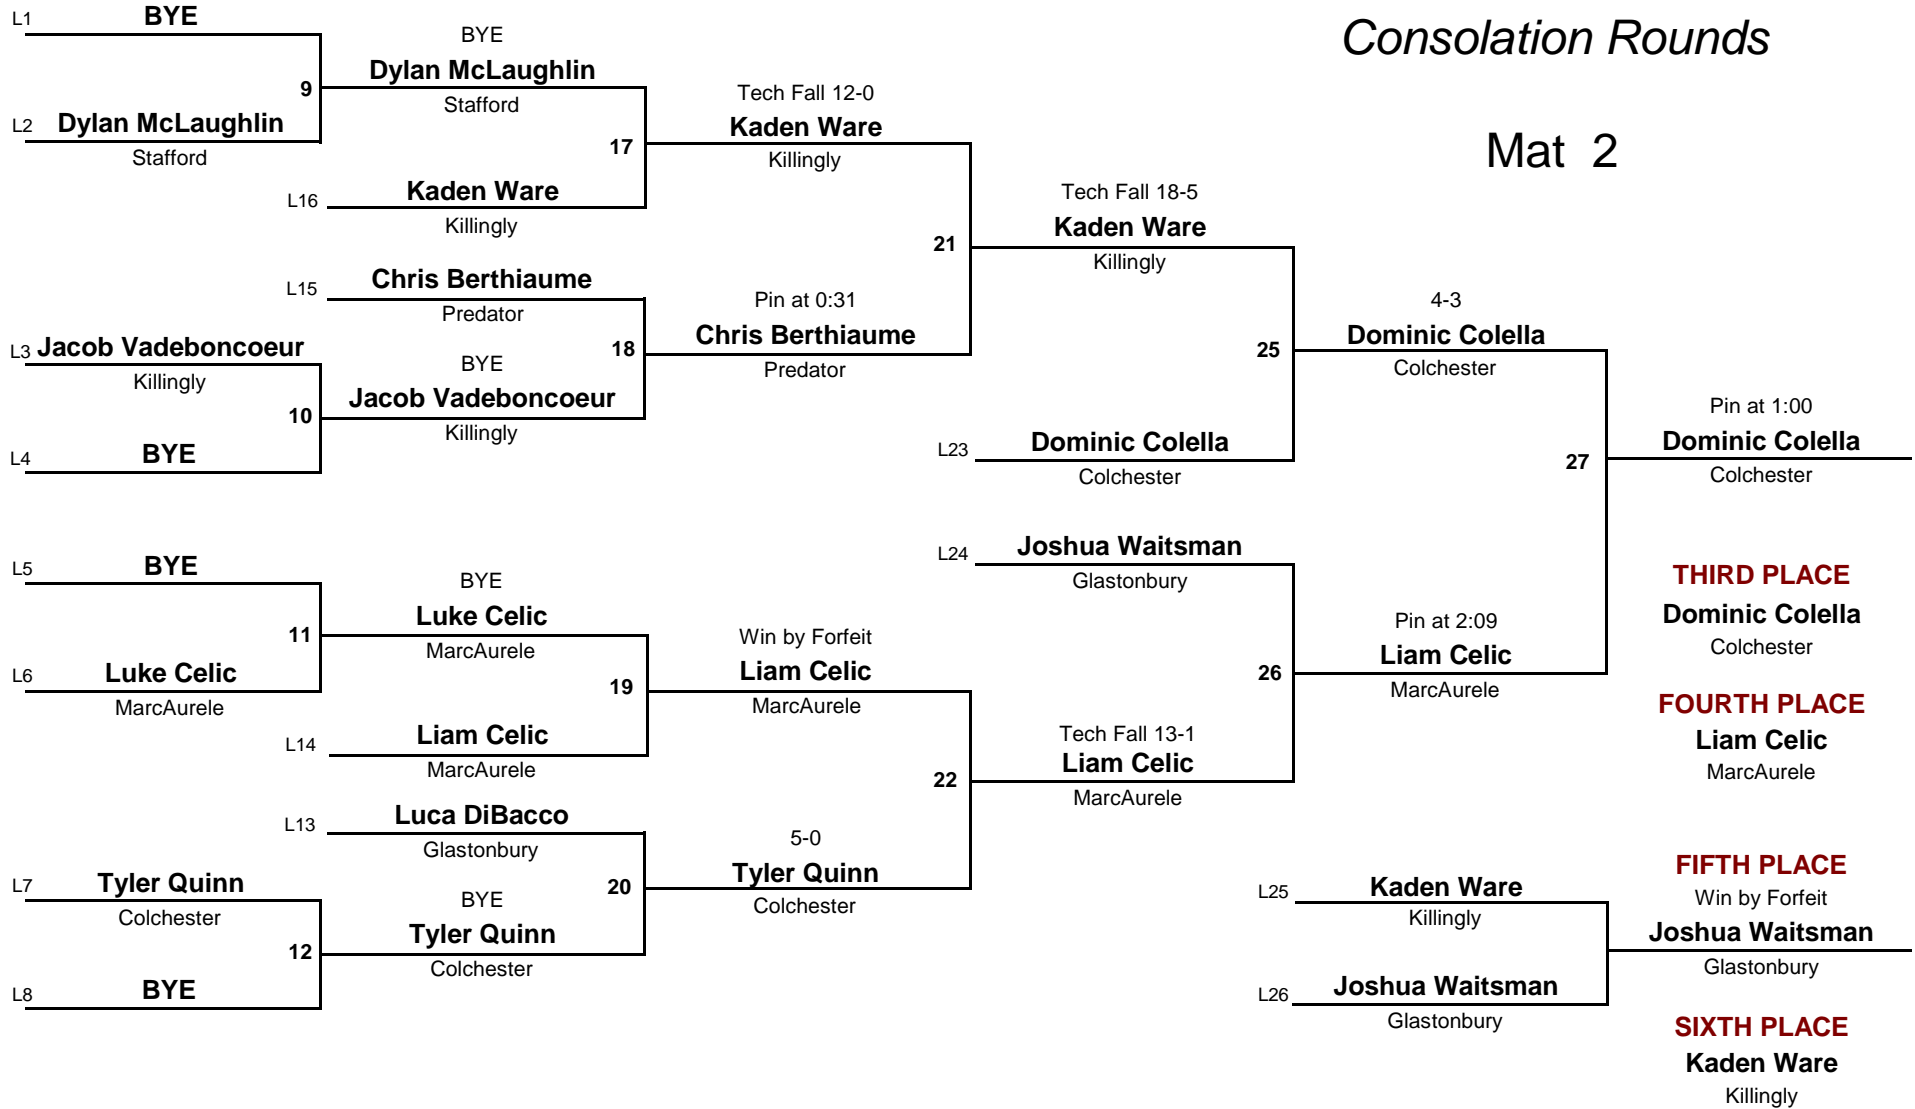 Consolation Rounds
Mat 2
L1 BYE
9
L2 Dylan McLaughlin
Stafford
BYE
Dylan McLaughlin
Stafford
17
L16 Kaden Ware
Killingly
Tech Fall 12-0
Kaden Ware
Killingly
21
L15 Chris Berthiaume
Predator
18
L3 Jacob Vadeboncoeur
Killingly
10
L4 BYE
BYE
Jacob Vadeboncoeur
Killingly
Pin at 0:31
Chris Berthiaume
Predator
Tech Fall 18-5
Kaden Ware
Killingly
25
L23 Dominic Colella
Colchester
4-3
Dominic Colella
Colchester
27
Pin at 1:00
Dominic Colella
Colchester
L5 BYE
11
L6 Luke Celic
MarcAurele
BYE
Luke Celic
MarcAurele
19
L14 Liam Celic
MarcAurele
Win by Forfeit
Liam Celic
MarcAurele
22
L13 Luca DiBacco
Glastonbury
20
L7 Tyler Quinn
Colchester
12
L8 BYE
BYE
Tyler Quinn
Colchester
5-0
Tyler Quinn
Colchester
L24 Joshua Waitsman
Glastonbury
26
Tech Fall 13-1
Liam Celic
MarcAurele
Pin at 2:09
Liam Celic
MarcAurele
THIRD PLACE
Dominic Colella
Colchester
FOURTH PLACE
Liam Celic
MarcAurele
L25 Kaden Ware
Killingly
L26 Joshua Waitsman
Glastonbury
FIFTH PLACE
Win by Forfeit
Joshua Waitsman
Glastonbury
SIXTH PLACE
Kaden Ware
Killingly